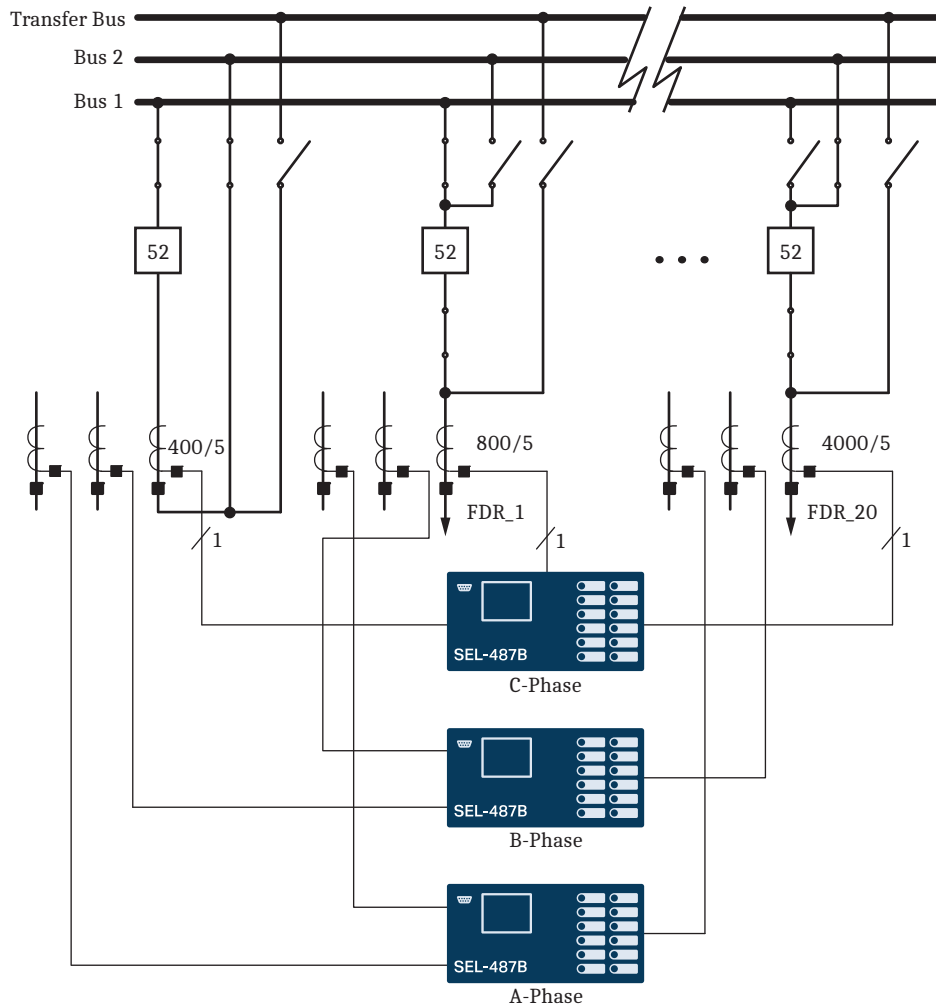 Transfer Bus
Bus 2
Bus 1
52
52
52
400/5
800/5
4000/5
FDR_1
FDR_20
1
1
1
SEL-487B
C-Phase
SEL-487B
B-Phase
SEL-487B
A-Phase